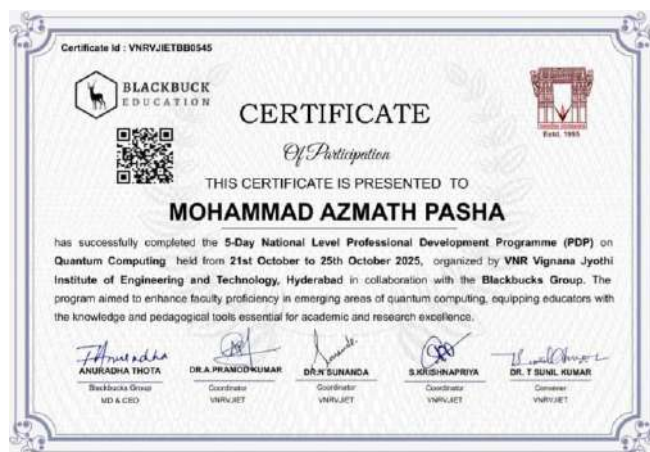 Certificate Id : VNRVJIETBB0545
BLACKBUCK
EDUCATION
Estd. 1995
CERTIFICATE
Of Participation
THIS CERTIFICATE IS PRESENTED TO
MOHAMMAD AZMATH PASHA
has successfully completed the 5-Day National Level Professional Development Programme (PDP) on
Quantum Computing held from 21st October to 25th October 2025, organized by VNR Vignana Jyothi
Institute of Engineering and Technology, Hyderabad in collaboration with the Blackbucks Group. The
program aimed to enhance faculty proficiency in emerging areas of quantum computing, equipping educators with
the knowledge and pedagogical tools essential for academic and research excellence.
ANURADHA THOTA DR.A.PRAMOD KUMAR DR.N SUNANDA S.KRISHNAPRIYA DR. T SUNIL KUMAR
Blackbucks Group Coordinator Coordinator Coordinator Convener
MD & CEO VNRVJIET VNRVJIET VNRVJIET VNRVJIET